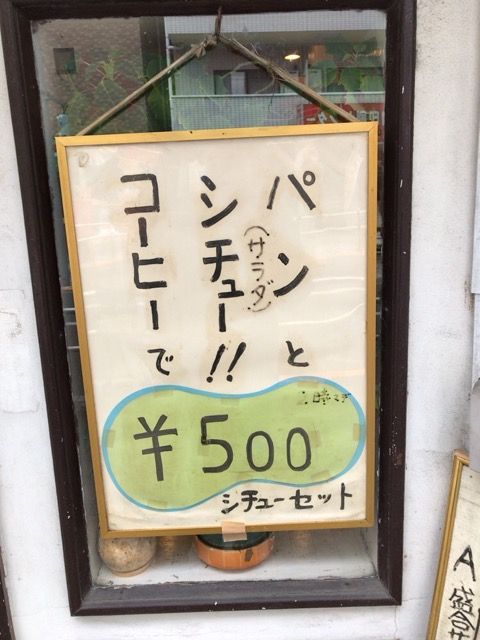 パンと
(サラダ)
シチュー!!
コーヒーで
¥500
シチューセット
A